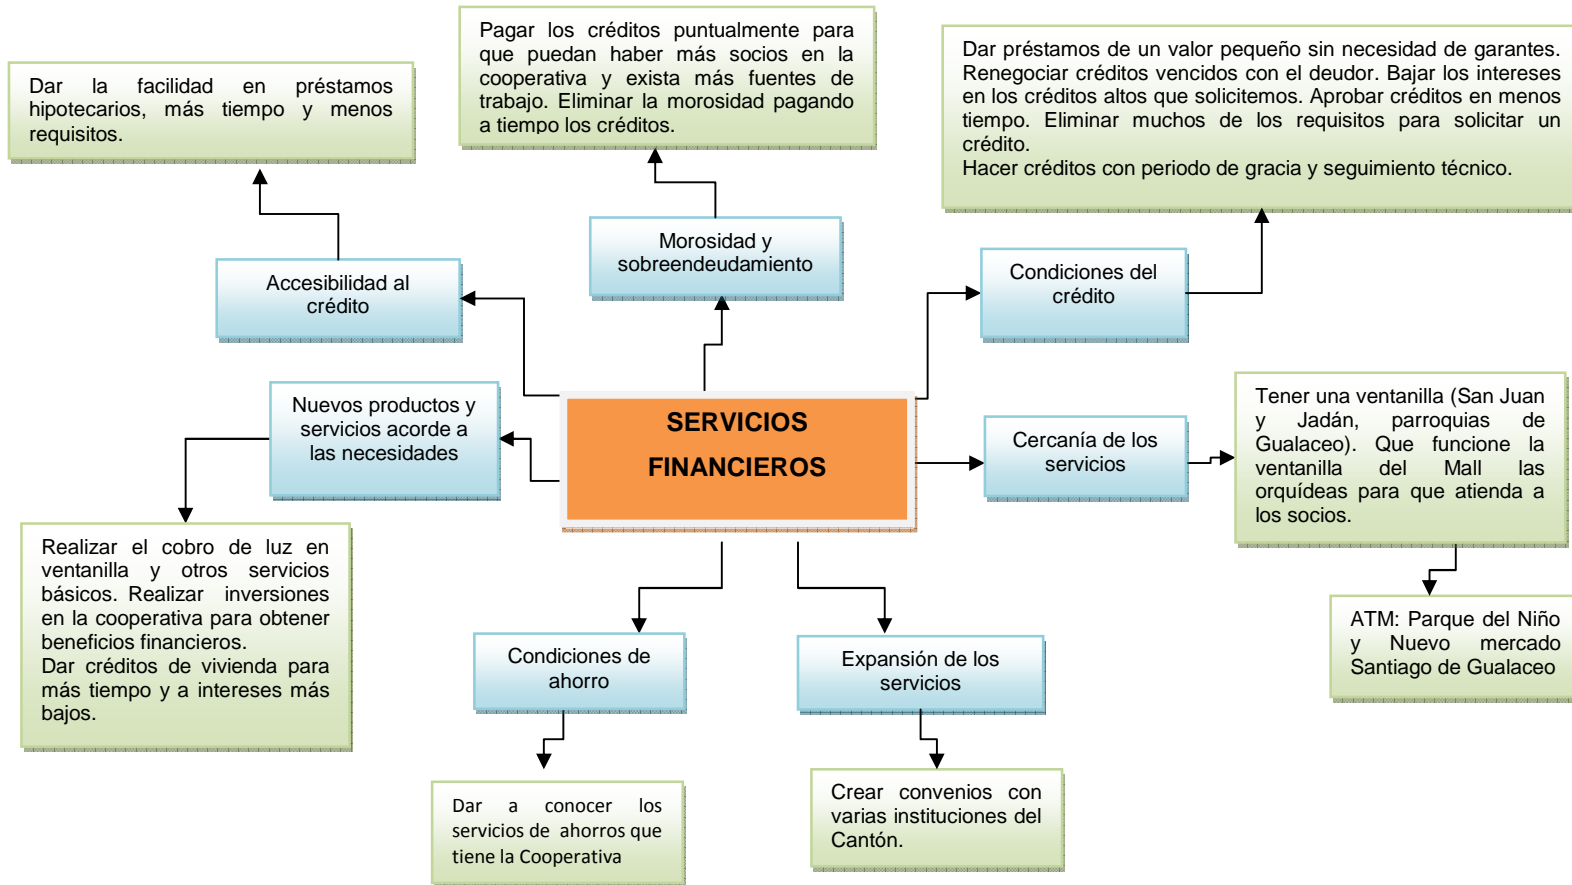 Pagar los créditos puntualmente para
que puedan haber más socios en la
cooperativa y exista más fuentes de
trabajo. Eliminar la morosidad pagando
a tiempo los créditos.
Dar préstamos de un valor pequeño sin necesidad de garantes.
Renegociar créditos vencidos con el deudor. Bajar los intereses
en los créditos altos que solicitemos. Aprobar créditos en menos
tiempo. Eliminar muchos de los requisitos para solicitar un
crédito.
Hacer créditos con periodo de gracia y seguimiento técnico.
Dar la facilidad en préstamos
hipotecarios, más tiempo y menos
requisitos.
Morosidad y
sobreendeudamiento
Accesibilidad al
crédito
Condiciones del
crédito
Nuevos productos y
servicios acorde a
las necesidades
SERVICIOS
FINANCIEROS
Cercanía de los
servicios
Tener una ventanilla (San Juan
y Jadán, parroquias de
Gualaceo). Que funcione la
ventanilla del Mall las
orquídeas para que atienda a
los socios.
Realizar el cobro de luz en
ventanilla y otros servicios
básicos. Realizar inversiones
en la cooperativa para obtener
beneficios financieros.
Dar créditos de vivienda para
más tiempo y a intereses más
bajos.
Condiciones de
ahorro
Expansión de los
servicios
ATM: Parque del Niño
y Nuevo mercado
Santiago de Gualaceo
Dar a conocer los
servicios de ahorros que
tiene la Cooperativa
Crear convenios con
varias instituciones del
Cantón.